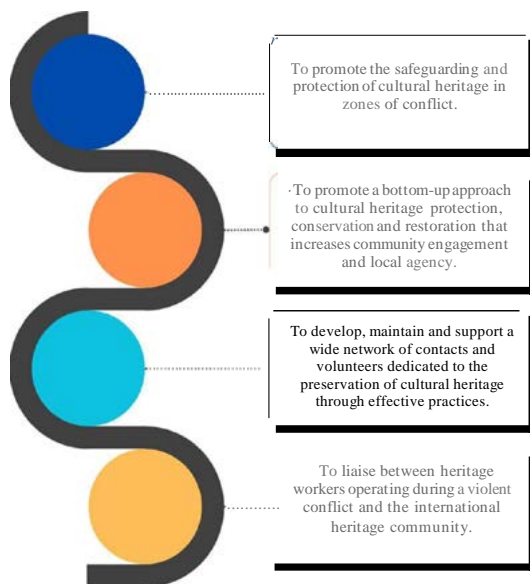 To promote the safeguarding and
protection of cultural heritage in
zones of conflict.
·To promote a bottom-up approach
to cultural heritage protection,
conservation and restoration that
increases community engagement
and local agency.
To develop, maintain and support a
wide network of contacts and
volunteers dedicated to the
preservation of cultural heritage
through effective practices.
To liaise between heritage
workers operating during a violent
conflict and the international
heritage community.